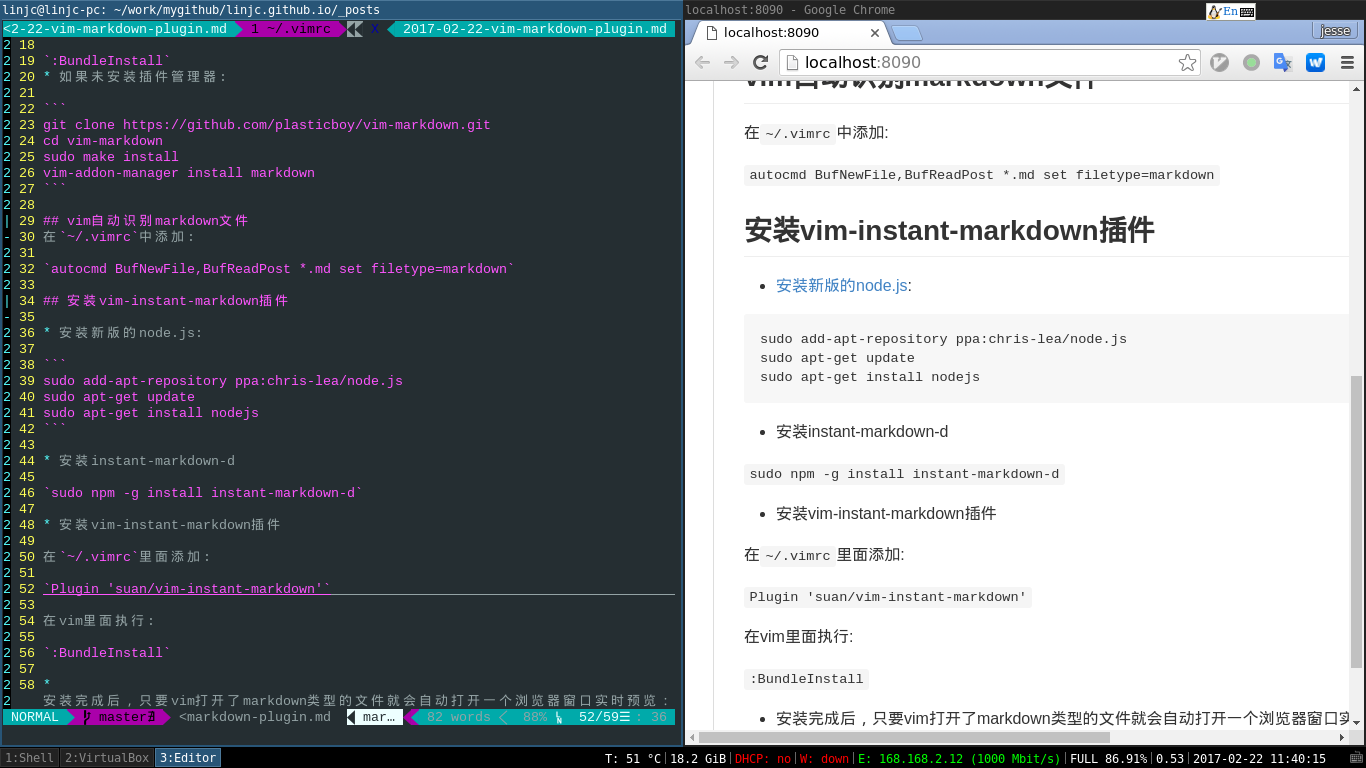 linjc@linjc-pc: ~/work/mygithub/linjc.github.io/_posts
<2-22-vim-markdown-plugin.md 1 ~/.vimrc X 2017-02-22-vim-markdown-plugin.md
2 18
2 19 `:BundleInstall`
2 20 * 如果未安装插件管理器:
2 21
2 22 ```
2 23 git clone https://github.com/plasticboy/vim-markdown.git
2 24 cd vim-markdown
2 25 sudo make install
2 26 vim-addon-manager install markdown
2 27 ```
2 28
| 29 ## vim自动识别markdown文件
- 30 在`~/.vimrc`中添加:
2 31
2 32 `autocmd BufNewFile,BufReadPost *.md set filetype=markdown`
2 33
| 34 ## 安装vim-instant-markdown插件
- 35
2 36 * 安装新版的node.js:
2 37
2 38 ```
2 39 sudo add-apt-repository ppa:chris-lea/node.js
2 40 sudo apt-get update
2 41 sudo apt-get install nodejs
2 42 ```
2 43
2 44 * 安装instant-markdown-d
2 45
2 46 `sudo npm -g install instant-markdown-d`
2 47
2 48 * 安装vim-instant-markdown插件
2 49
2 50 在`~/.vimrc`里面添加:
2 51
2 52 `Plugin 'suan/vim-instant-markdown'`
2 53
2 54 在vim里面执行:
2 55
2 56 `:BundleInstall`
2 57
2 58 *
2 安装完成后,只要vim打开了markdown类型的文件就会自动打开一个浏览器窗口实时预览:
NORMAL master <markdown-plugin.md mar… 82 words 88% 52/59☰ : 36
localhost:8090 - Google Chrome
En
localhost:8090 ×
jesse
localhost:8090
vim自动识别markdown文件
在 ~/.vimrc 中添加:
autocmd BufNewFile,BufReadPost *.md set filetype=markdown
安装vim-instant-markdown插件
• 安装新版的node.js:
sudo add-apt-repository ppa:chris-lea/node.js
sudo apt-get update
sudo apt-get install nodejs
• 安装instant-markdown-d
sudo npm -g install instant-markdown-d
• 安装vim-instant-markdown插件
在 ~/.vimrc 里面添加:
Plugin 'suan/vim-instant-markdown'
在vim里面执行:
:BundleInstall
• 安装完成后,只要vim打开了markdown类型的文件就会自动打开一个浏览器窗口实
1:Shell 2:VirtualBox 3:Editor
T: 51 °C|18.2 GiB|DHCP: no|W: down|E: 168.168.2.12 (1000 Mbit/s)|FULL 86.91%|0.53|2017-02-22 11:40:15